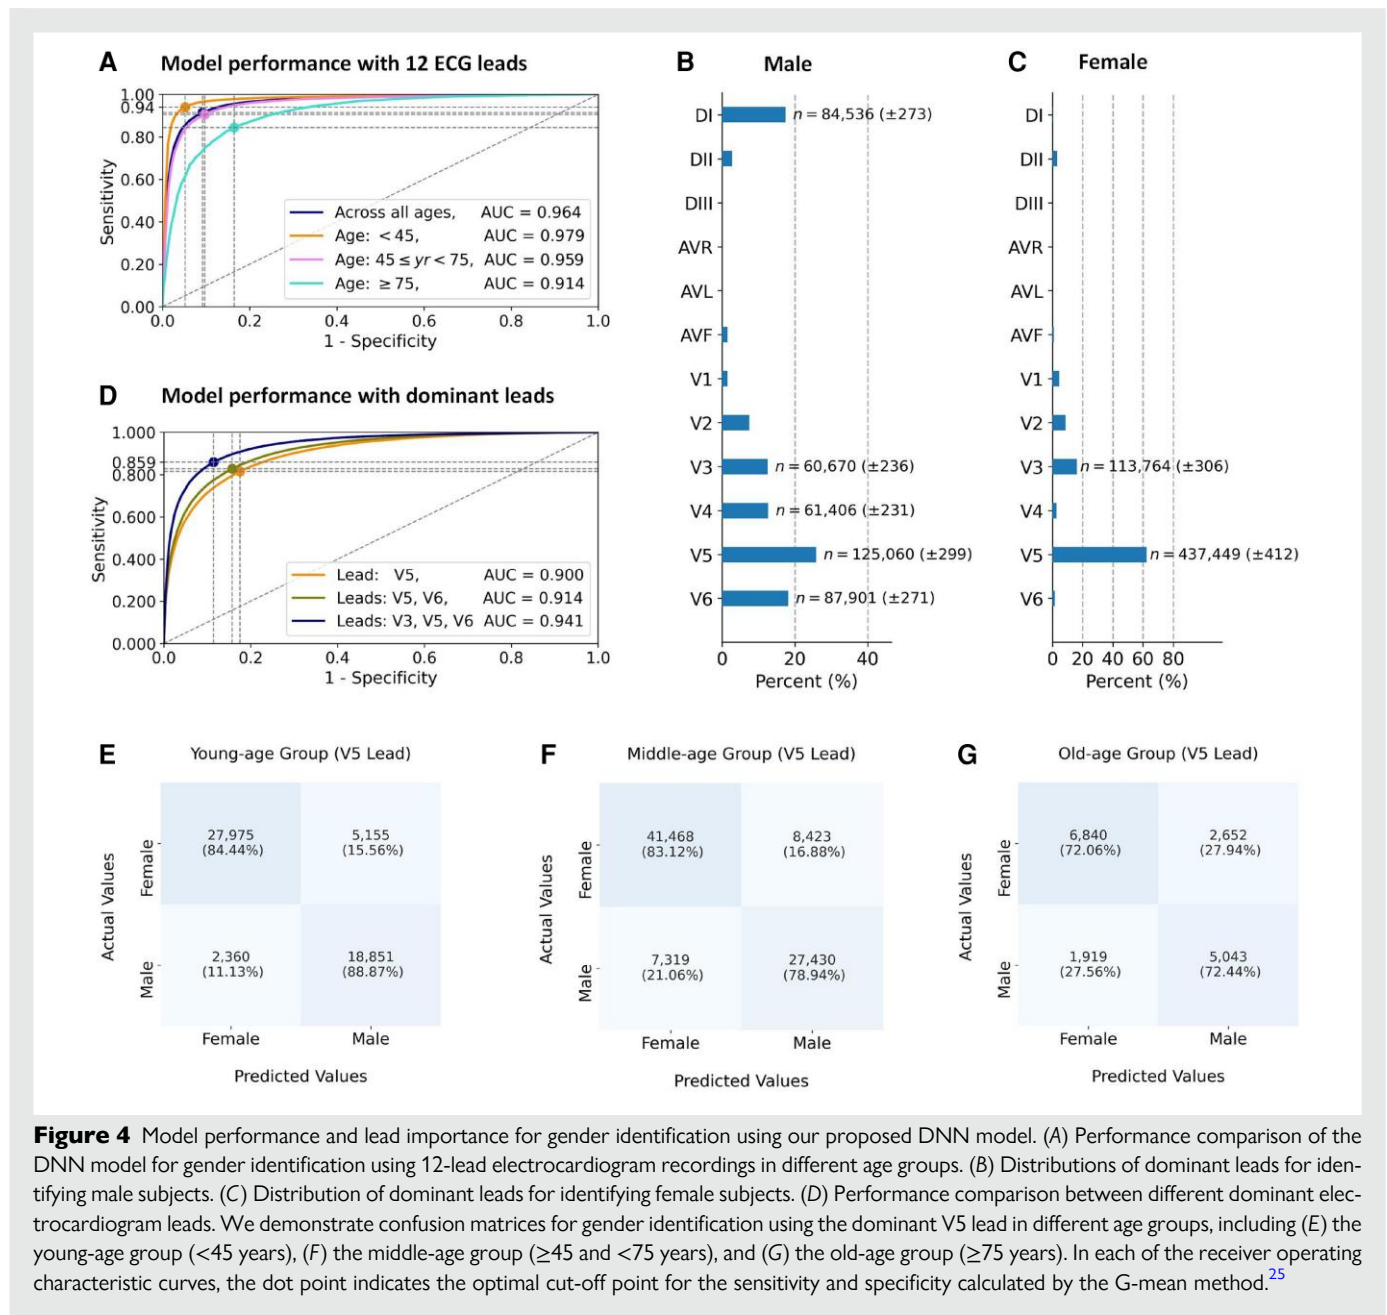 A Model performance with 12 ECG leads
1.00
0.94
0.80
0.60
0.40
0.20
0.00
Sensitivity
Across all ages, AUC = 0.964
Age: < 45, AUC = 0.979
Age: 45 ≤ yr < 75, AUC = 0.959
Age: ≥ 75, AUC = 0.914
0.0 0.2 0.4 0.6 0.8 1.0
1 - Specificity
B Male
DI n = 84,536 (±273)
DII
DIII
AVR
AVL
AVF
V1
V2
V3 n = 60,670 (±236)
V4 n = 61,406 (±231)
V5 n = 125,060 (±299)
V6 n = 87,901 (±271)
0 20 40
Percent (%)
C Female
DI
DII
DIII
AVR
AVL
AVF
V1
V2
V3 n = 113,764 (±306)
V4
V5 n = 437,449 (±412)
V6
0 20 40 60 80
Percent (%)
D Model performance with dominant leads
1.000
0.859
0.800
0.600
0.400
0.200
0.000
Sensitivity
Lead: V5, AUC = 0.900
Leads: V5, V6, AUC = 0.914
Leads: V3, V5, V6 AUC = 0.941
0.2 0.4 0.6 0.8 1.0
0.0
1 - Specificity
E Young-age Group (V5 Lead)
Actual Values
Female
Male
27,975 5,155
(84.44%) (15.56%)
2,360 18,851
(11.13%) (88.87%)
Female Male
Predicted Values
F Middle-age Group (V5 Lead)
Actual Values
Female
Male
41,468 8,423
(83.12%) (16.88%)
7,319 27,430
(21.06%) (78.94%)
Female Male
Predicted Values
G Old-age Group (V5 Lead)
Actual Values
Female
Male
6,840 2,652
(72.06%) (27.94%)
1,919 5,043
(27.56%) (72.44%)
Female Male
Predicted Values
Figure 4 Model performance and lead importance for gender identification using our proposed DNN model. (A) Performance comparison of the
DNN model for gender identification using 12-lead electrocardiogram recordings in different age groups. (B) Distributions of dominant leads for iden-
tifying male subjects. (C) Distribution of dominant leads for identifying female subjects. (D) Performance comparison between different dominant elec-
trocardiogram leads. We demonstrate confusion matrices for gender identification using the dominant V5 lead in different age groups, including (E) the
young-age group (<45 years), (F) the middle-age group (≥45 and <75 years), and (G) the old-age group (≥75 years). In each of the receiver operating
characteristic curves, the dot point indicates the optimal cut-off point for the sensitivity and specificity calculated by the G-mean method.25